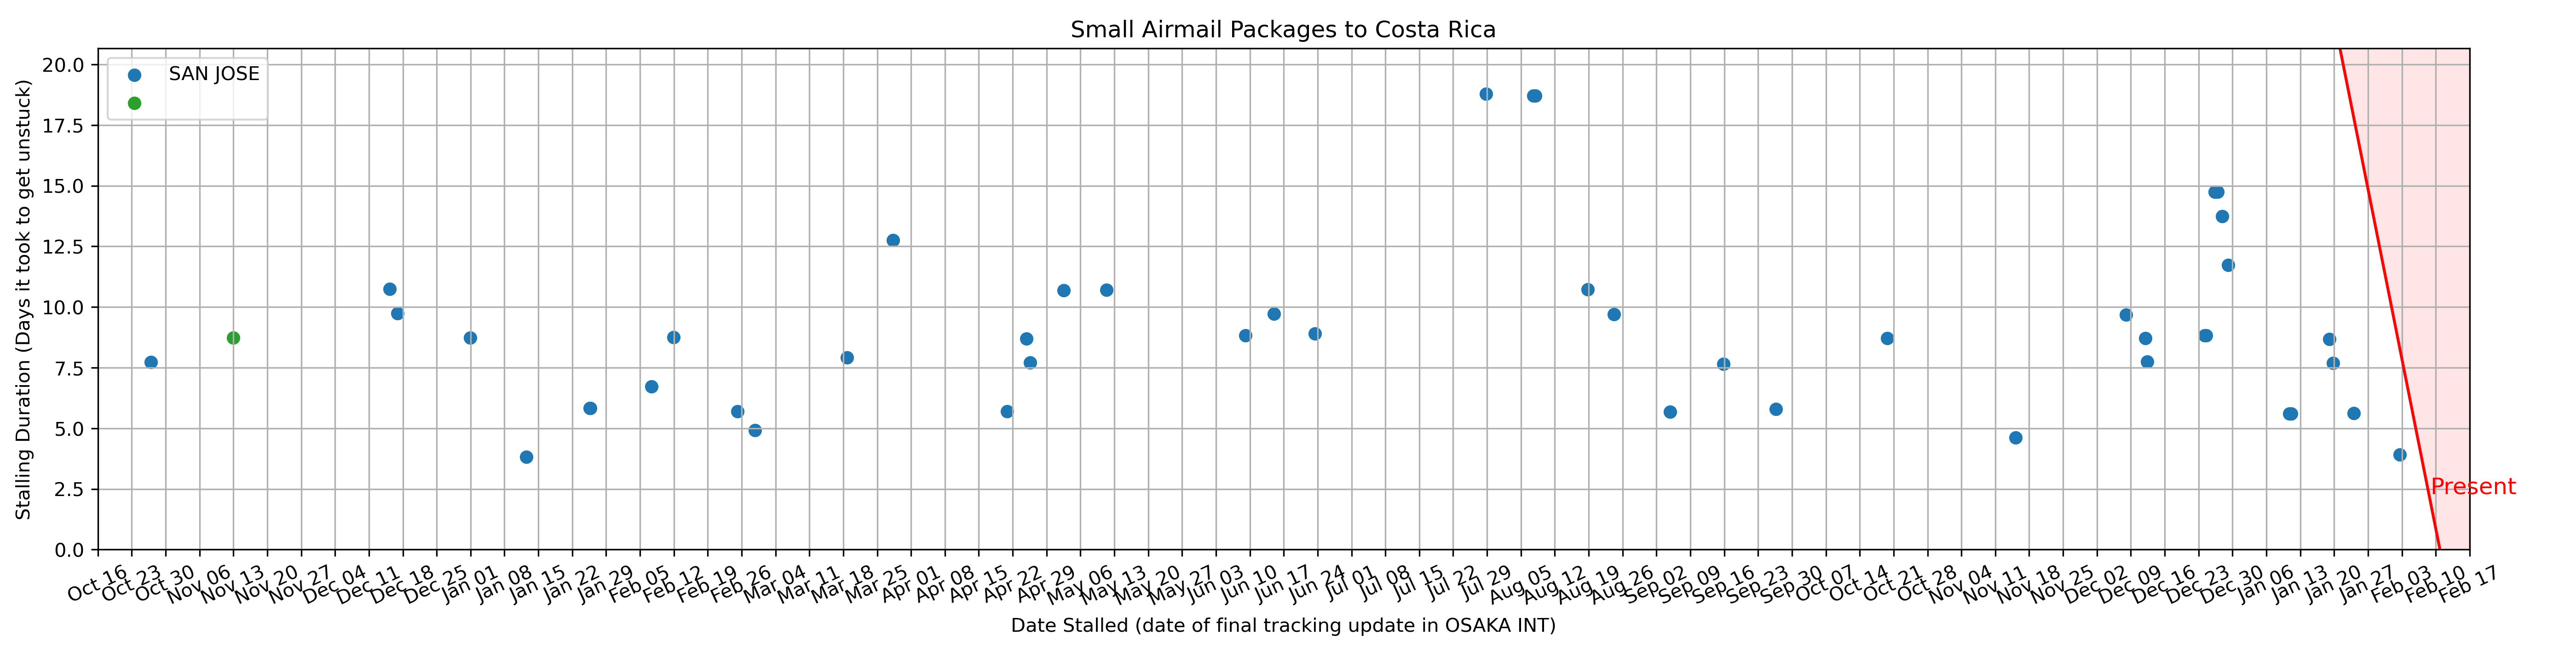 Small Airmail Packages to Costa Rica
SAN JOSE
Stalling Duration (Days it took to get unstuck)
20.0
17.5
15.0
12.5
10.0
7.5
5.0
2.5
0.0
Present
Oct 16
Oct 23
Oct 30
Nov 06
Nov 13
Nov 20
Nov 27
Dec 04
Dec 11
Dec 18
Dec 25
Jan 01
Jan 08
Jan 15
Jan 22
Jan 29
Feb 05
Feb 12
Feb 19
Feb 26
Mar 04
Mar 11
Mar 18
Mar 25
Apr 01
Apr 08
Apr 15
Apr 22
Apr 29
May 06
May 13
May 20
May 27
Jun 03
Jun 10
Jun 17
Jun 24
Jul 01
Jul 08
Jul 15
Jul 22
Jul 29
Aug 05
Aug 12
Aug 19
Aug 26
Sep 02
Sep 09
Sep 16
Sep 23
Sep 30
Oct 07
Oct 14
Oct 21
Oct 28
Nov 04
Nov 11
Nov 18
Nov 25
Dec 02
Dec 09
Dec 16
Dec 23
Dec 30
Jan 06
Jan 13
Jan 20
Jan 27
Feb 03
Feb 10
Feb 17
Date Stalled (date of final tracking update in OSAKA INT)